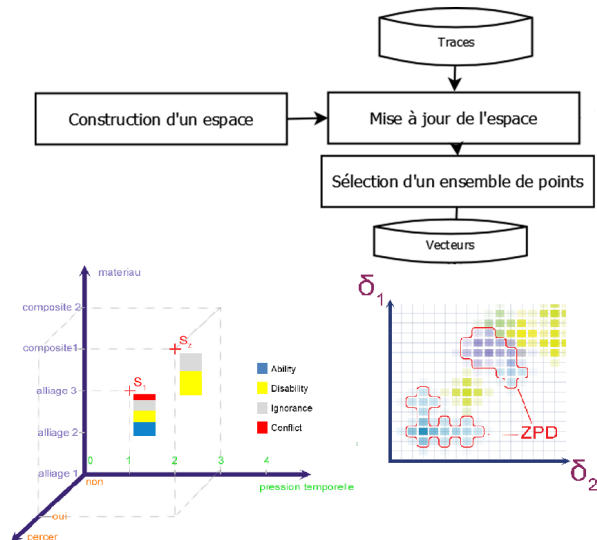 Traces
Construction d'un espace
Mise à jour de l'espace
Sélection d'un ensemble de points
Vecteurs
materiau
composite 2
composite1
alliage 3
alliage 2
alliage 1
S1
S2
Ability
Disability
Ignorance
Conflict
0 1 2 3 4
non
pression temporelle
oui
percer
δ1
ZPD
δ2